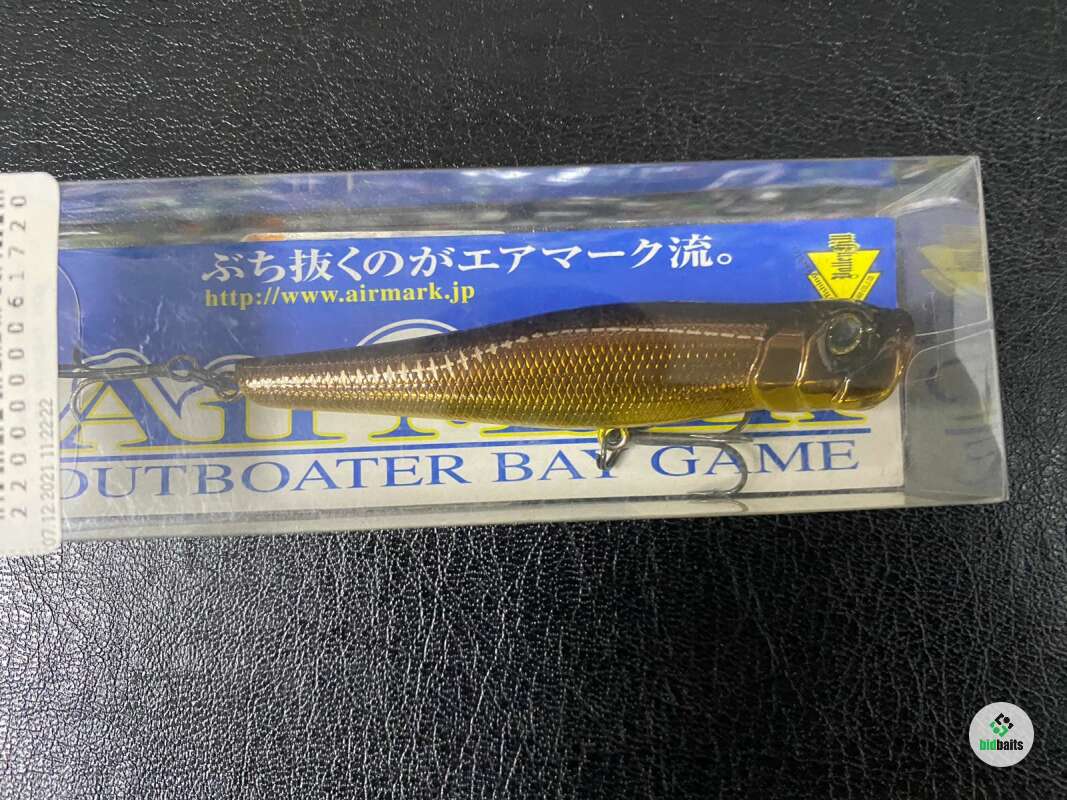 ぶち抜くのがエアマーク流。
http://www.airmark.jp
OUTBOATER BAY GAME
2200000061720
07.12.2021 11:22:22
bidbaits